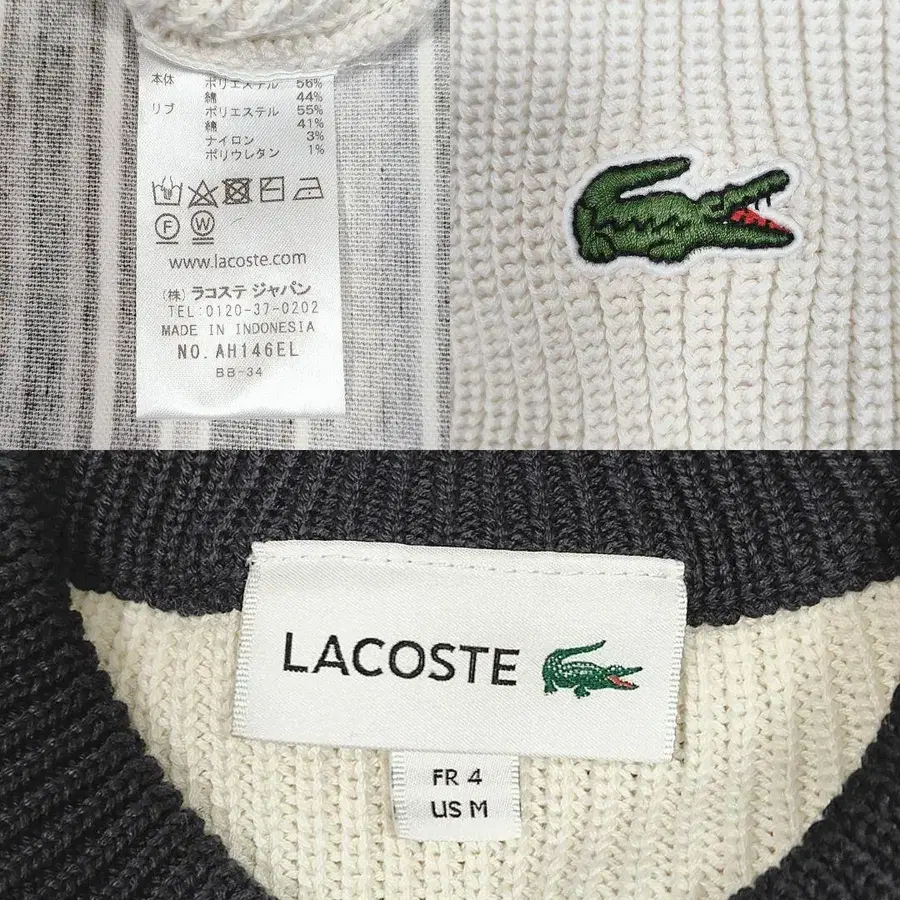 本体 ポリエステル 56%
綿 44%
リブ ポリエステル 55%
綿 41%
ナイロン 3%
ポリウレタン 1%
F W
www.lacoste.com
(株) ラコステ ジャパン
TEL:0120-37-0202
MADE IN INDONESIA
NO. AH146EL
BB-34
LACOSTE
FR 4
US M